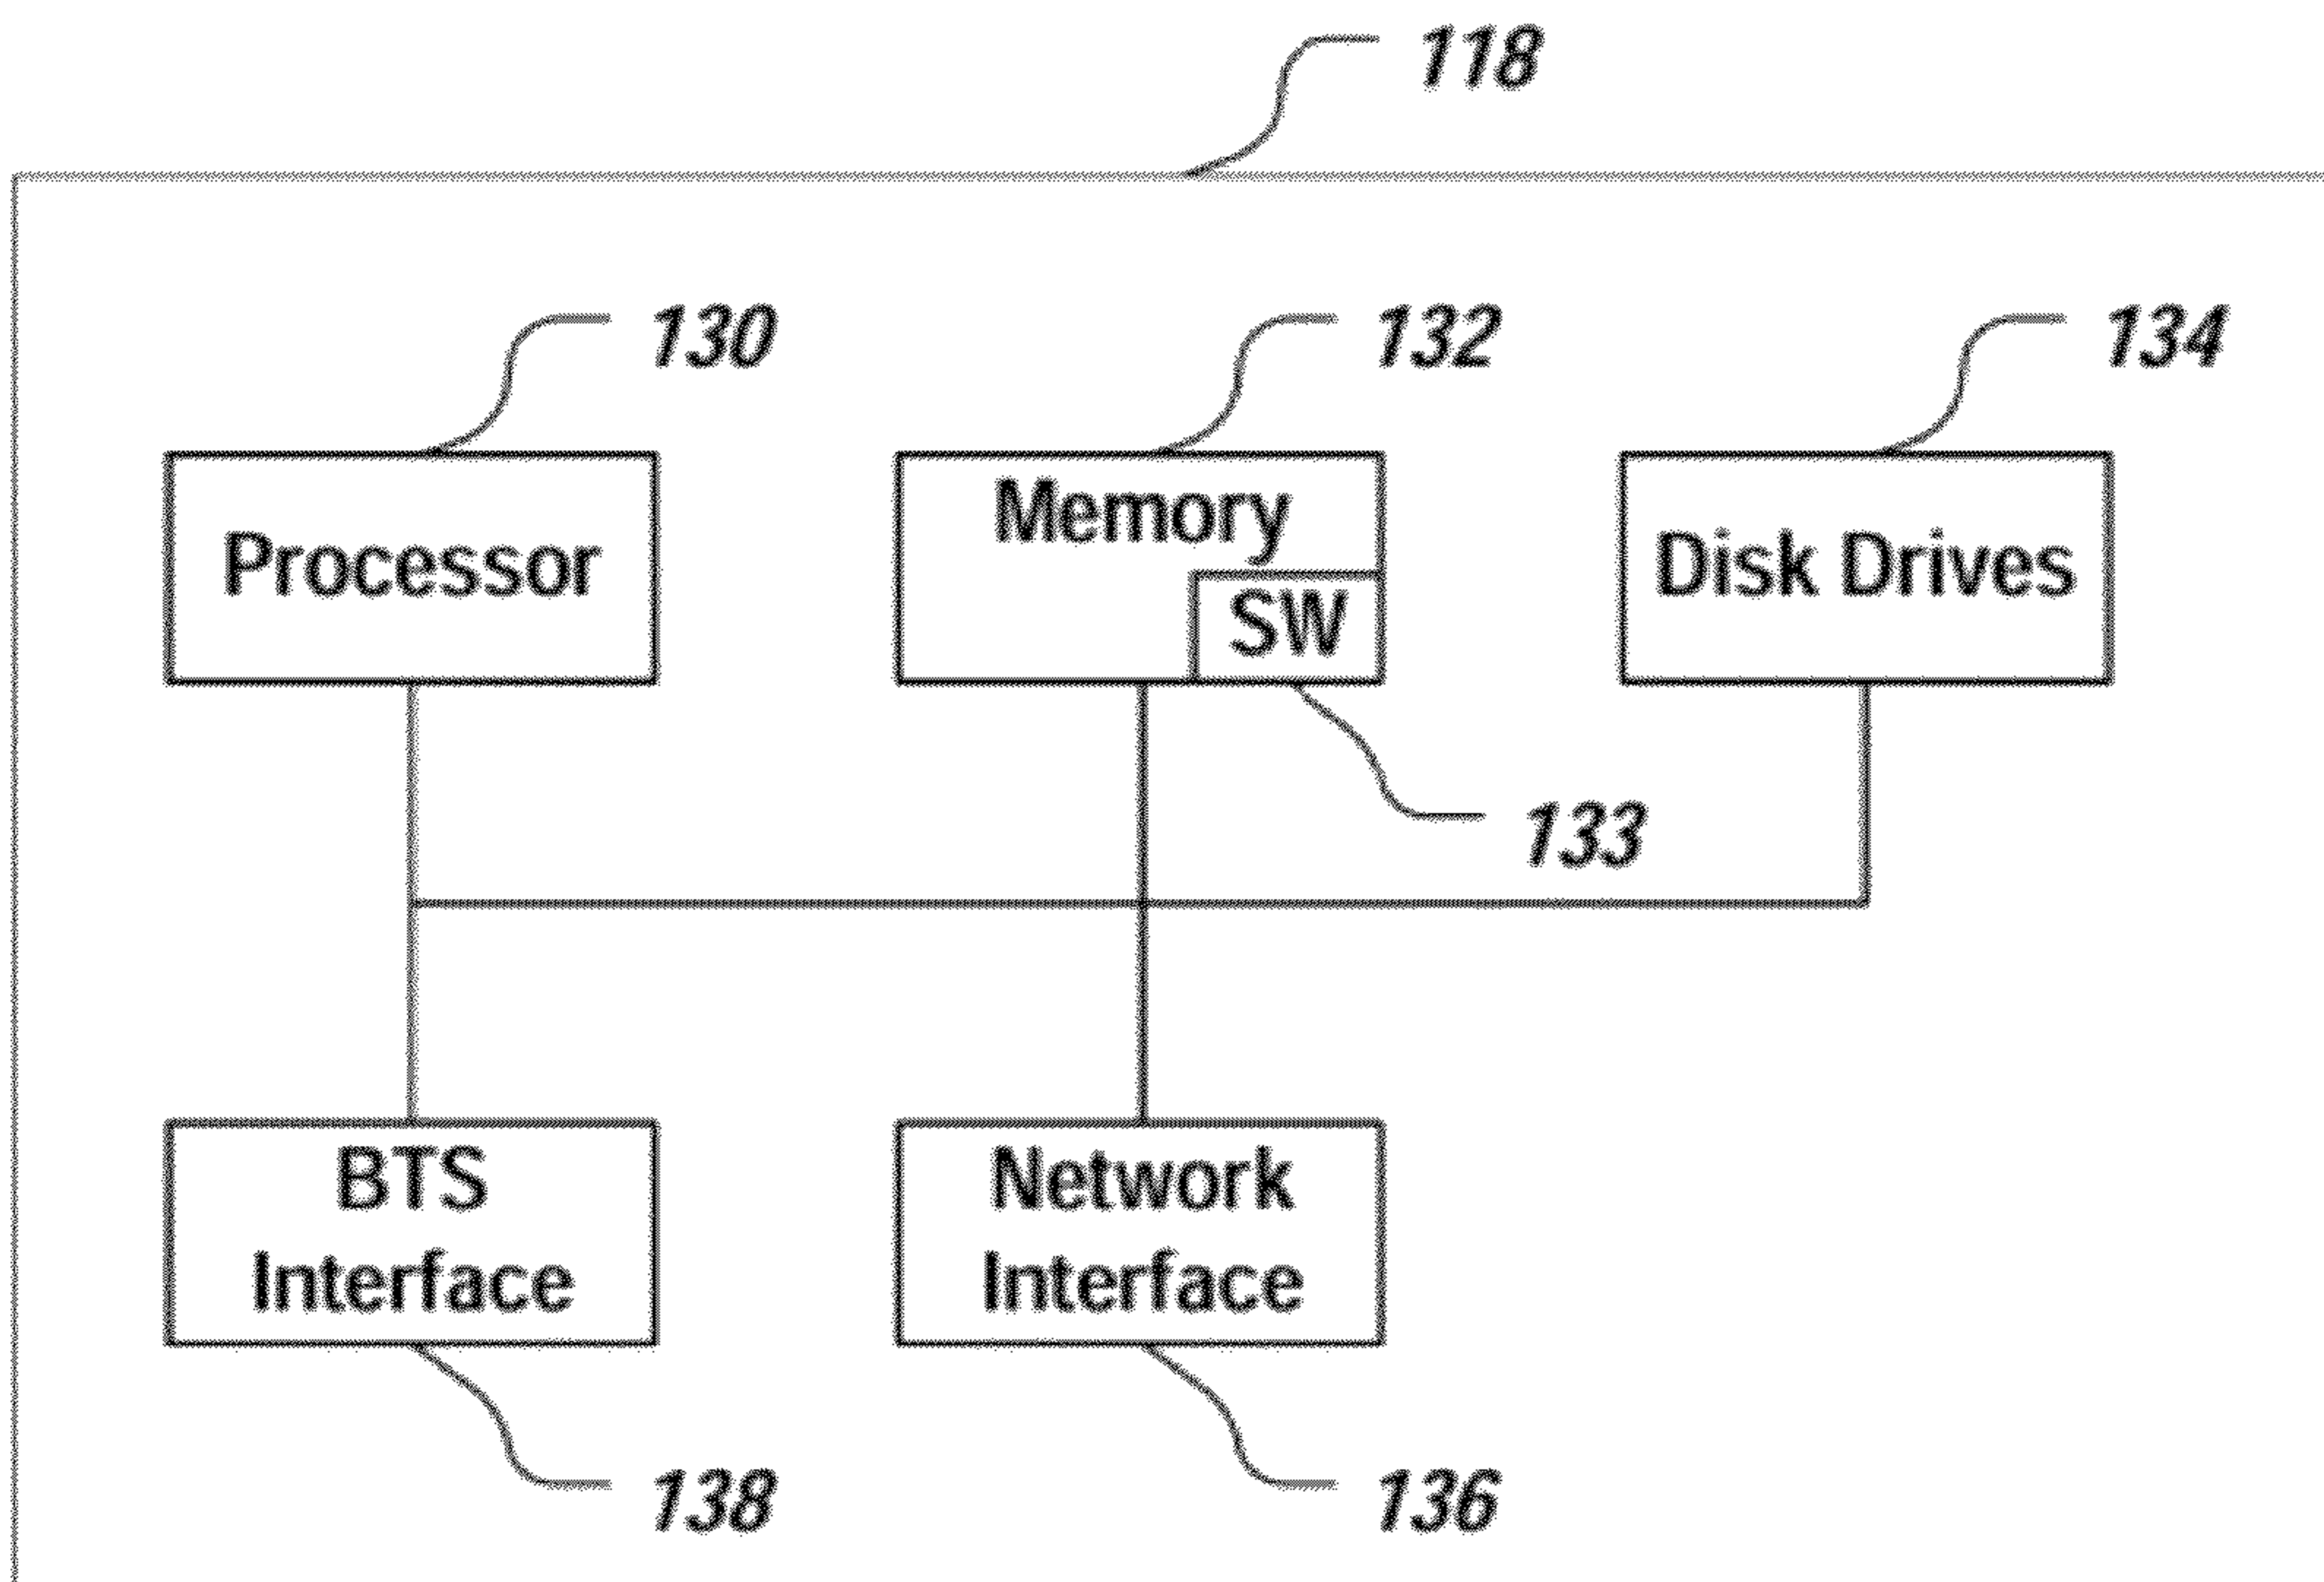 118
130
132
134
Processor
Memory
SW
Disk Drives
133
BTS
Interface
Network
Interface
138
136